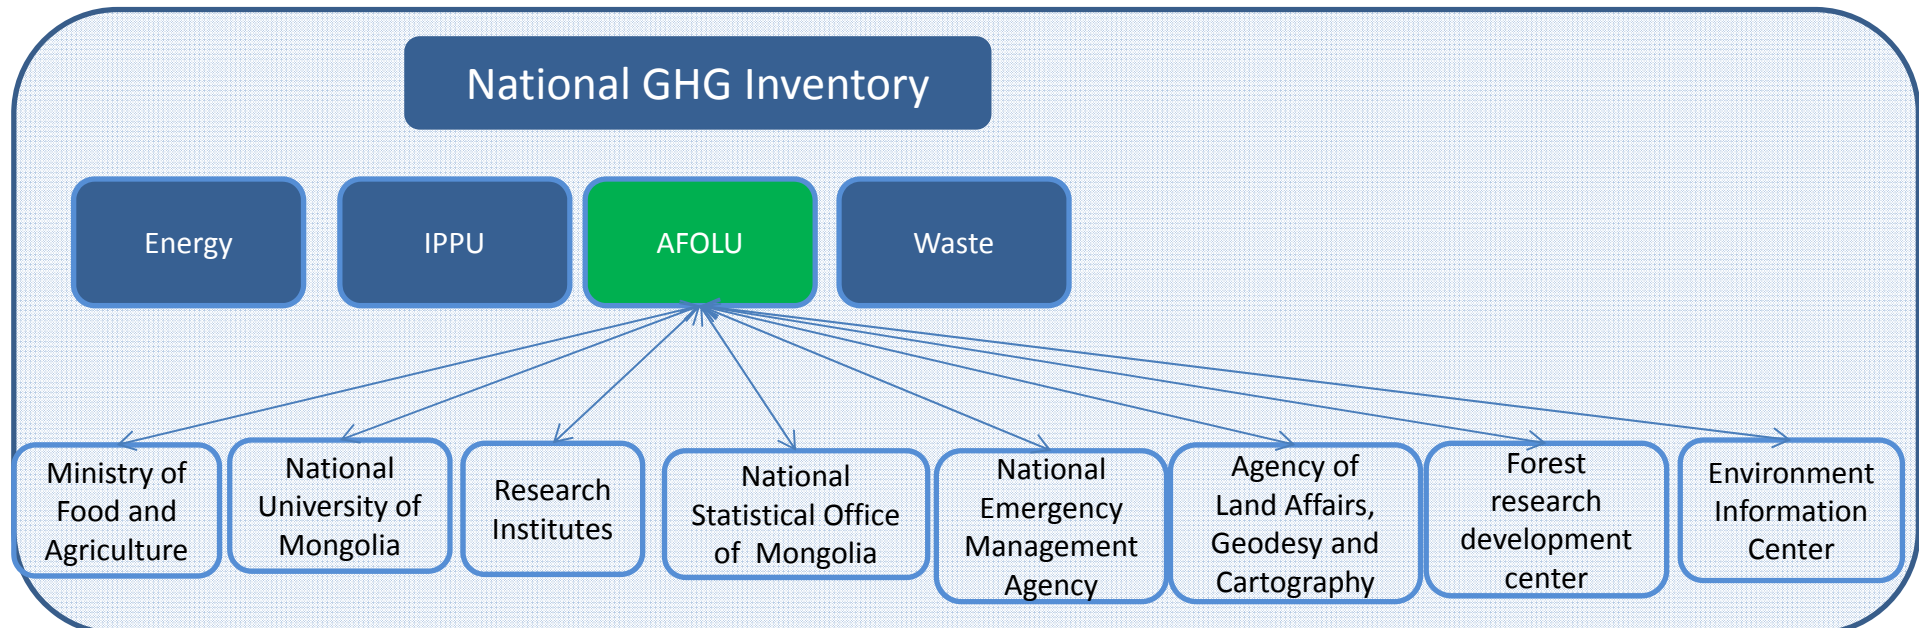 National GHG Inventory
Energy
IPPU
AFOLU
Waste
Ministry of
Food and
Agriculture
National
University of
Mongolia
Research
Institutes
National
Statistical Office
of Mongolia
National
Emergency
Management
Agency
Agency of
Land Affairs,
Geodesy and
Cartography
Forest
research
development
center
Environment
Information
Center